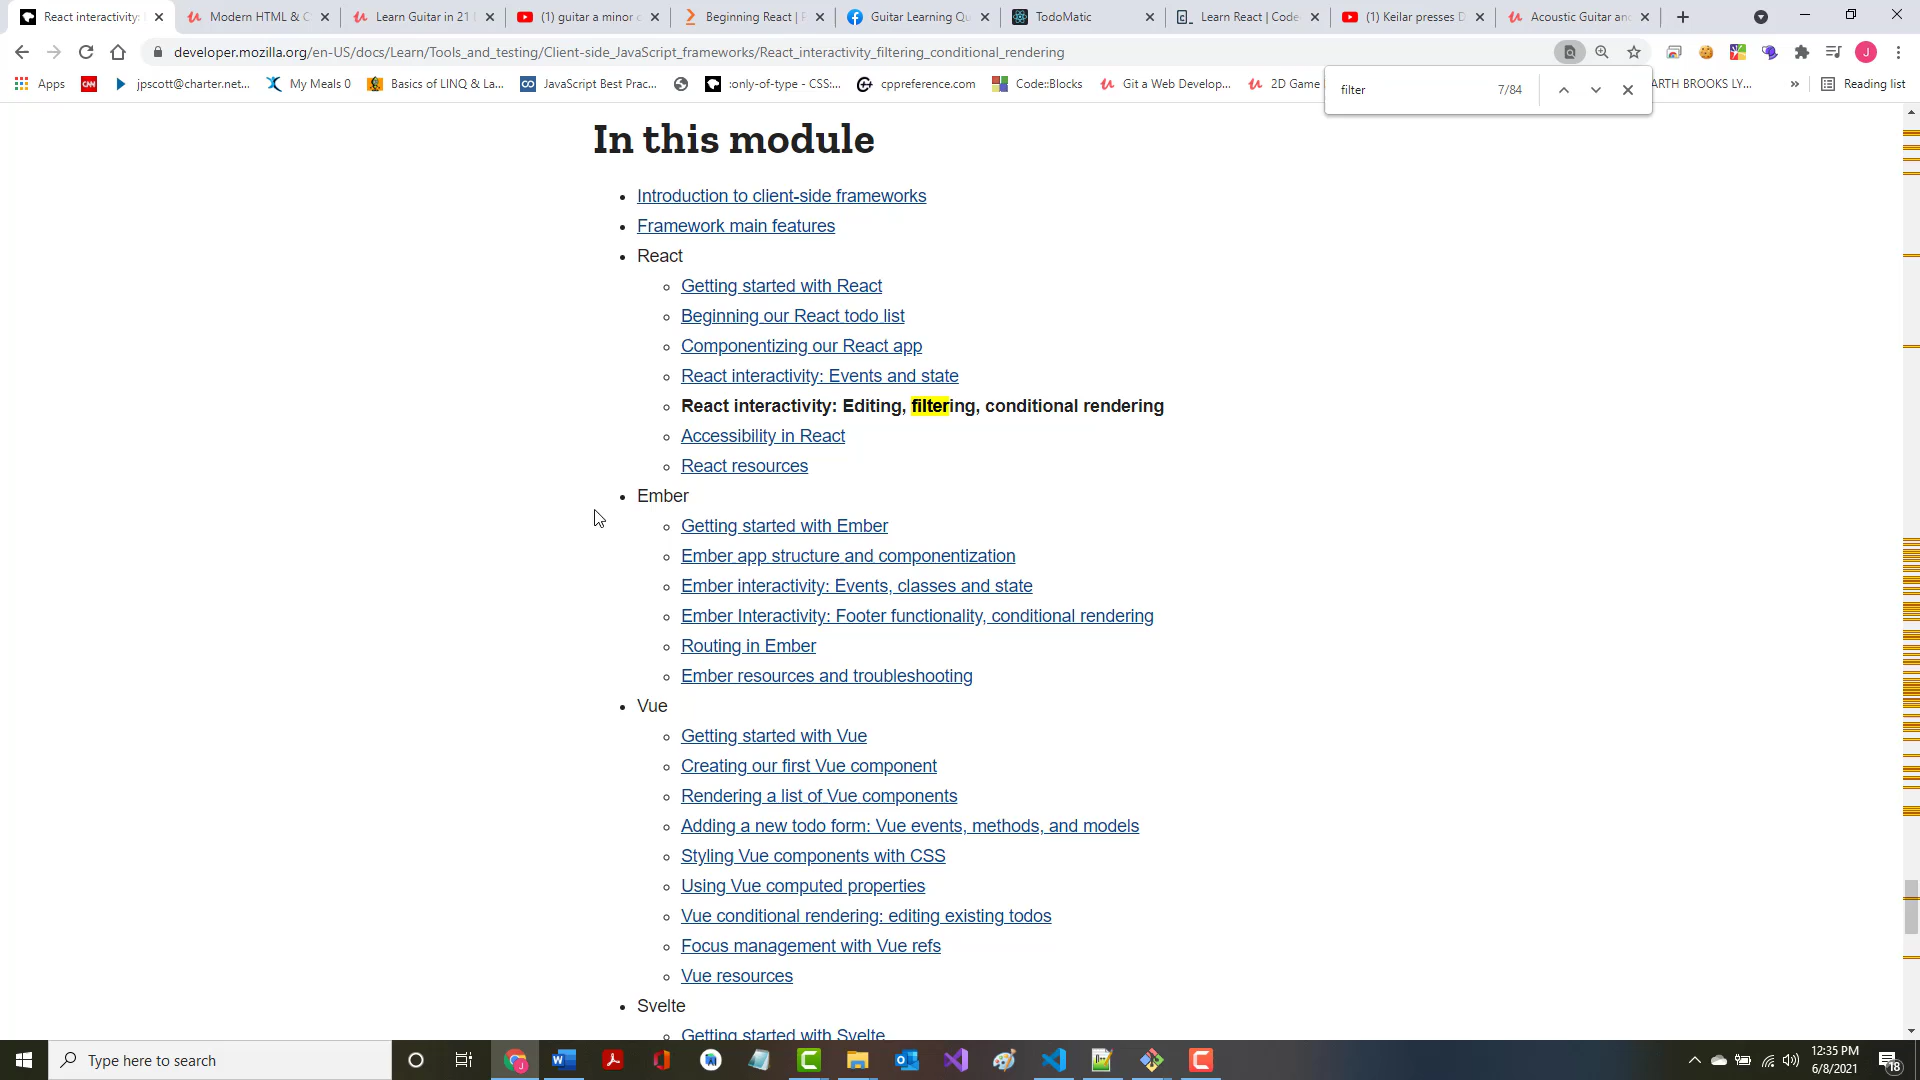 React interactivity:
Modern HTML & C
Learn Guitar in 21
(1) guitar a minor c
Beginning React | P
Guitar Learning Qu
TodoMatic
Learn React | Code
(1) Keilar presses D
Acoustic Guitar an
developer.mozilla.org/en-US/docs/Learn/Tools_and_testing/Client-side_JavaScript_frameworks/React_interactivity_filtering_conditional_rendering
J
Apps
CNN
jpscott@charter.net...
My Meals 0
Basics of LINQ & La...
JavaScript Best Prac...
:only-of-type - CSS:...
cppreference.com
Code::Blocks
Git a Web Develop...
2D Game
ARTH BROOKS LY...
»
Reading list
filter
7/84
In this module
• Introduction to client-side frameworks
• Framework main features
• React
◦ Getting started with React
◦ Beginning our React todo list
◦ Componentizing our React app
◦ React interactivity: Events and state
◦ React interactivity: Editing, filtering, conditional rendering
◦ Accessibility in React
◦ React resources
• Ember
◦ Getting started with Ember
◦ Ember app structure and componentization
◦ Ember interactivity: Events, classes and state
◦ Ember Interactivity: Footer functionality, conditional rendering
◦ Routing in Ember
◦ Ember resources and troubleshooting
• Vue
◦ Getting started with Vue
◦ Creating our first Vue component
◦ Rendering a list of Vue components
◦ Adding a new todo form: Vue events, methods, and models
◦ Styling Vue components with CSS
◦ Using Vue computed properties
◦ Vue conditional rendering: editing existing todos
◦ Focus management with Vue refs
◦ Vue resources
• Svelte
◦ Getting started with Svelte
Type here to search
12:35 PM
6/8/2021
18